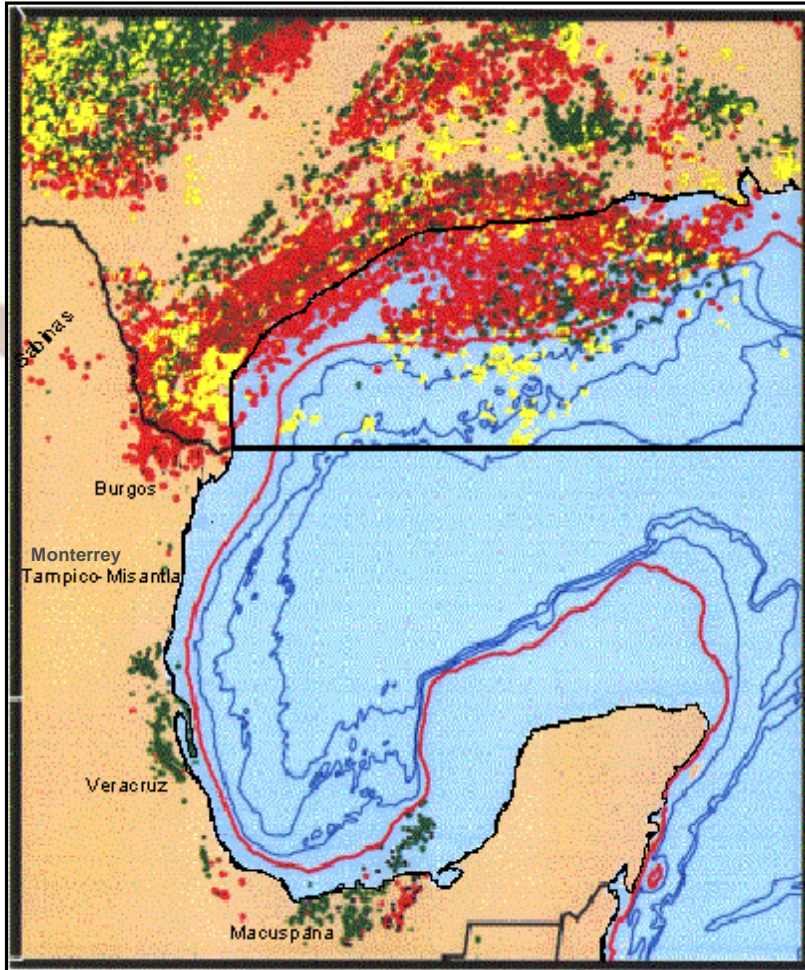 Sabinas
Burgos
Monterrey
Tampico-Misantla
Veracruz
Macuspana